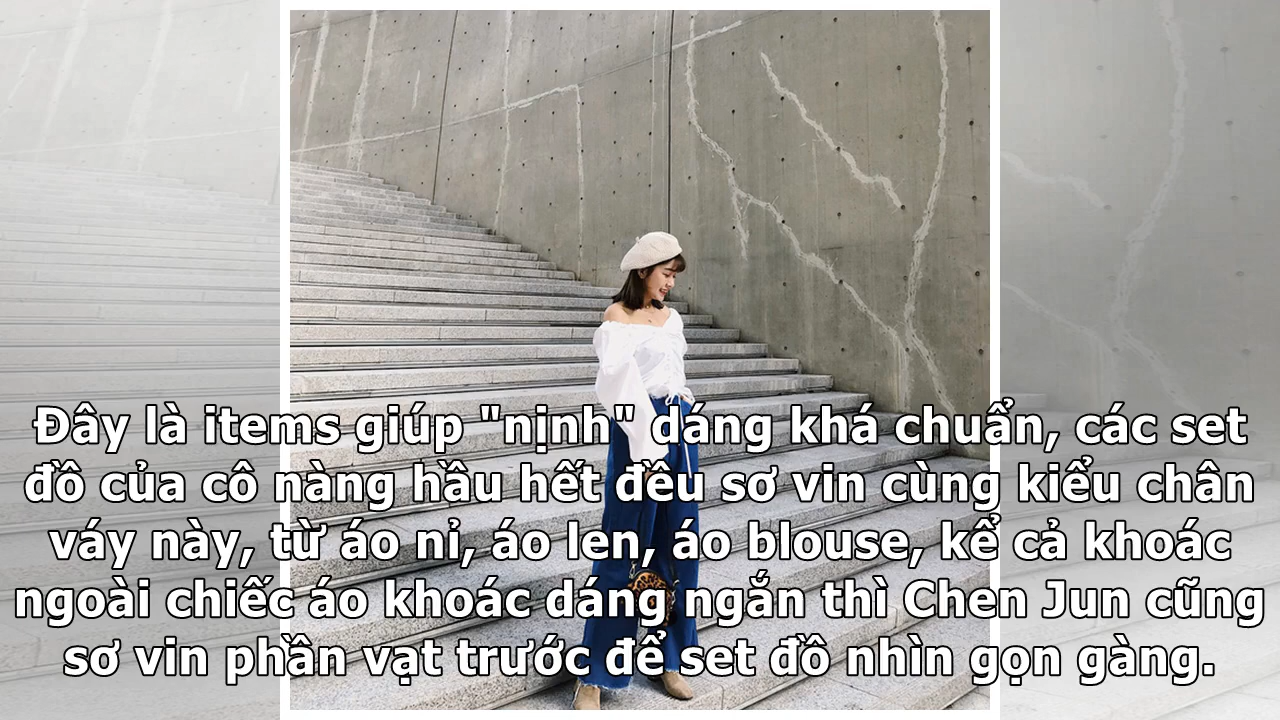 Đây là items giúp "nịnh" dáng khá chuẩn, các set
đồ của cô nàng hầu hết đều sơ vin cùng kiểu chân
váy này, từ áo nỉ, áo len, áo blouse, kể cả khoác
ngoài chiếc áo khoác dáng ngắn thì Chen Jun cũng
sơ vin phần vạt trước để set đồ nhìn gọn gàng.